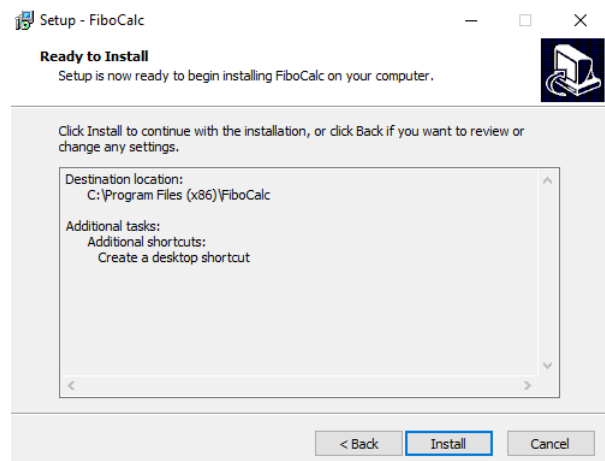 Setup - FiboCalc
Ready to Install
Setup is now ready to begin installing FiboCalc on your computer.
Click Install to continue with the installation, or click Back if you want to review or
change any settings.
Destination location:
C:\Program Files (x86)\FiboCalc
Additional tasks:
Additional shortcuts:
Create a desktop shortcut
< Back
Install
Cancel